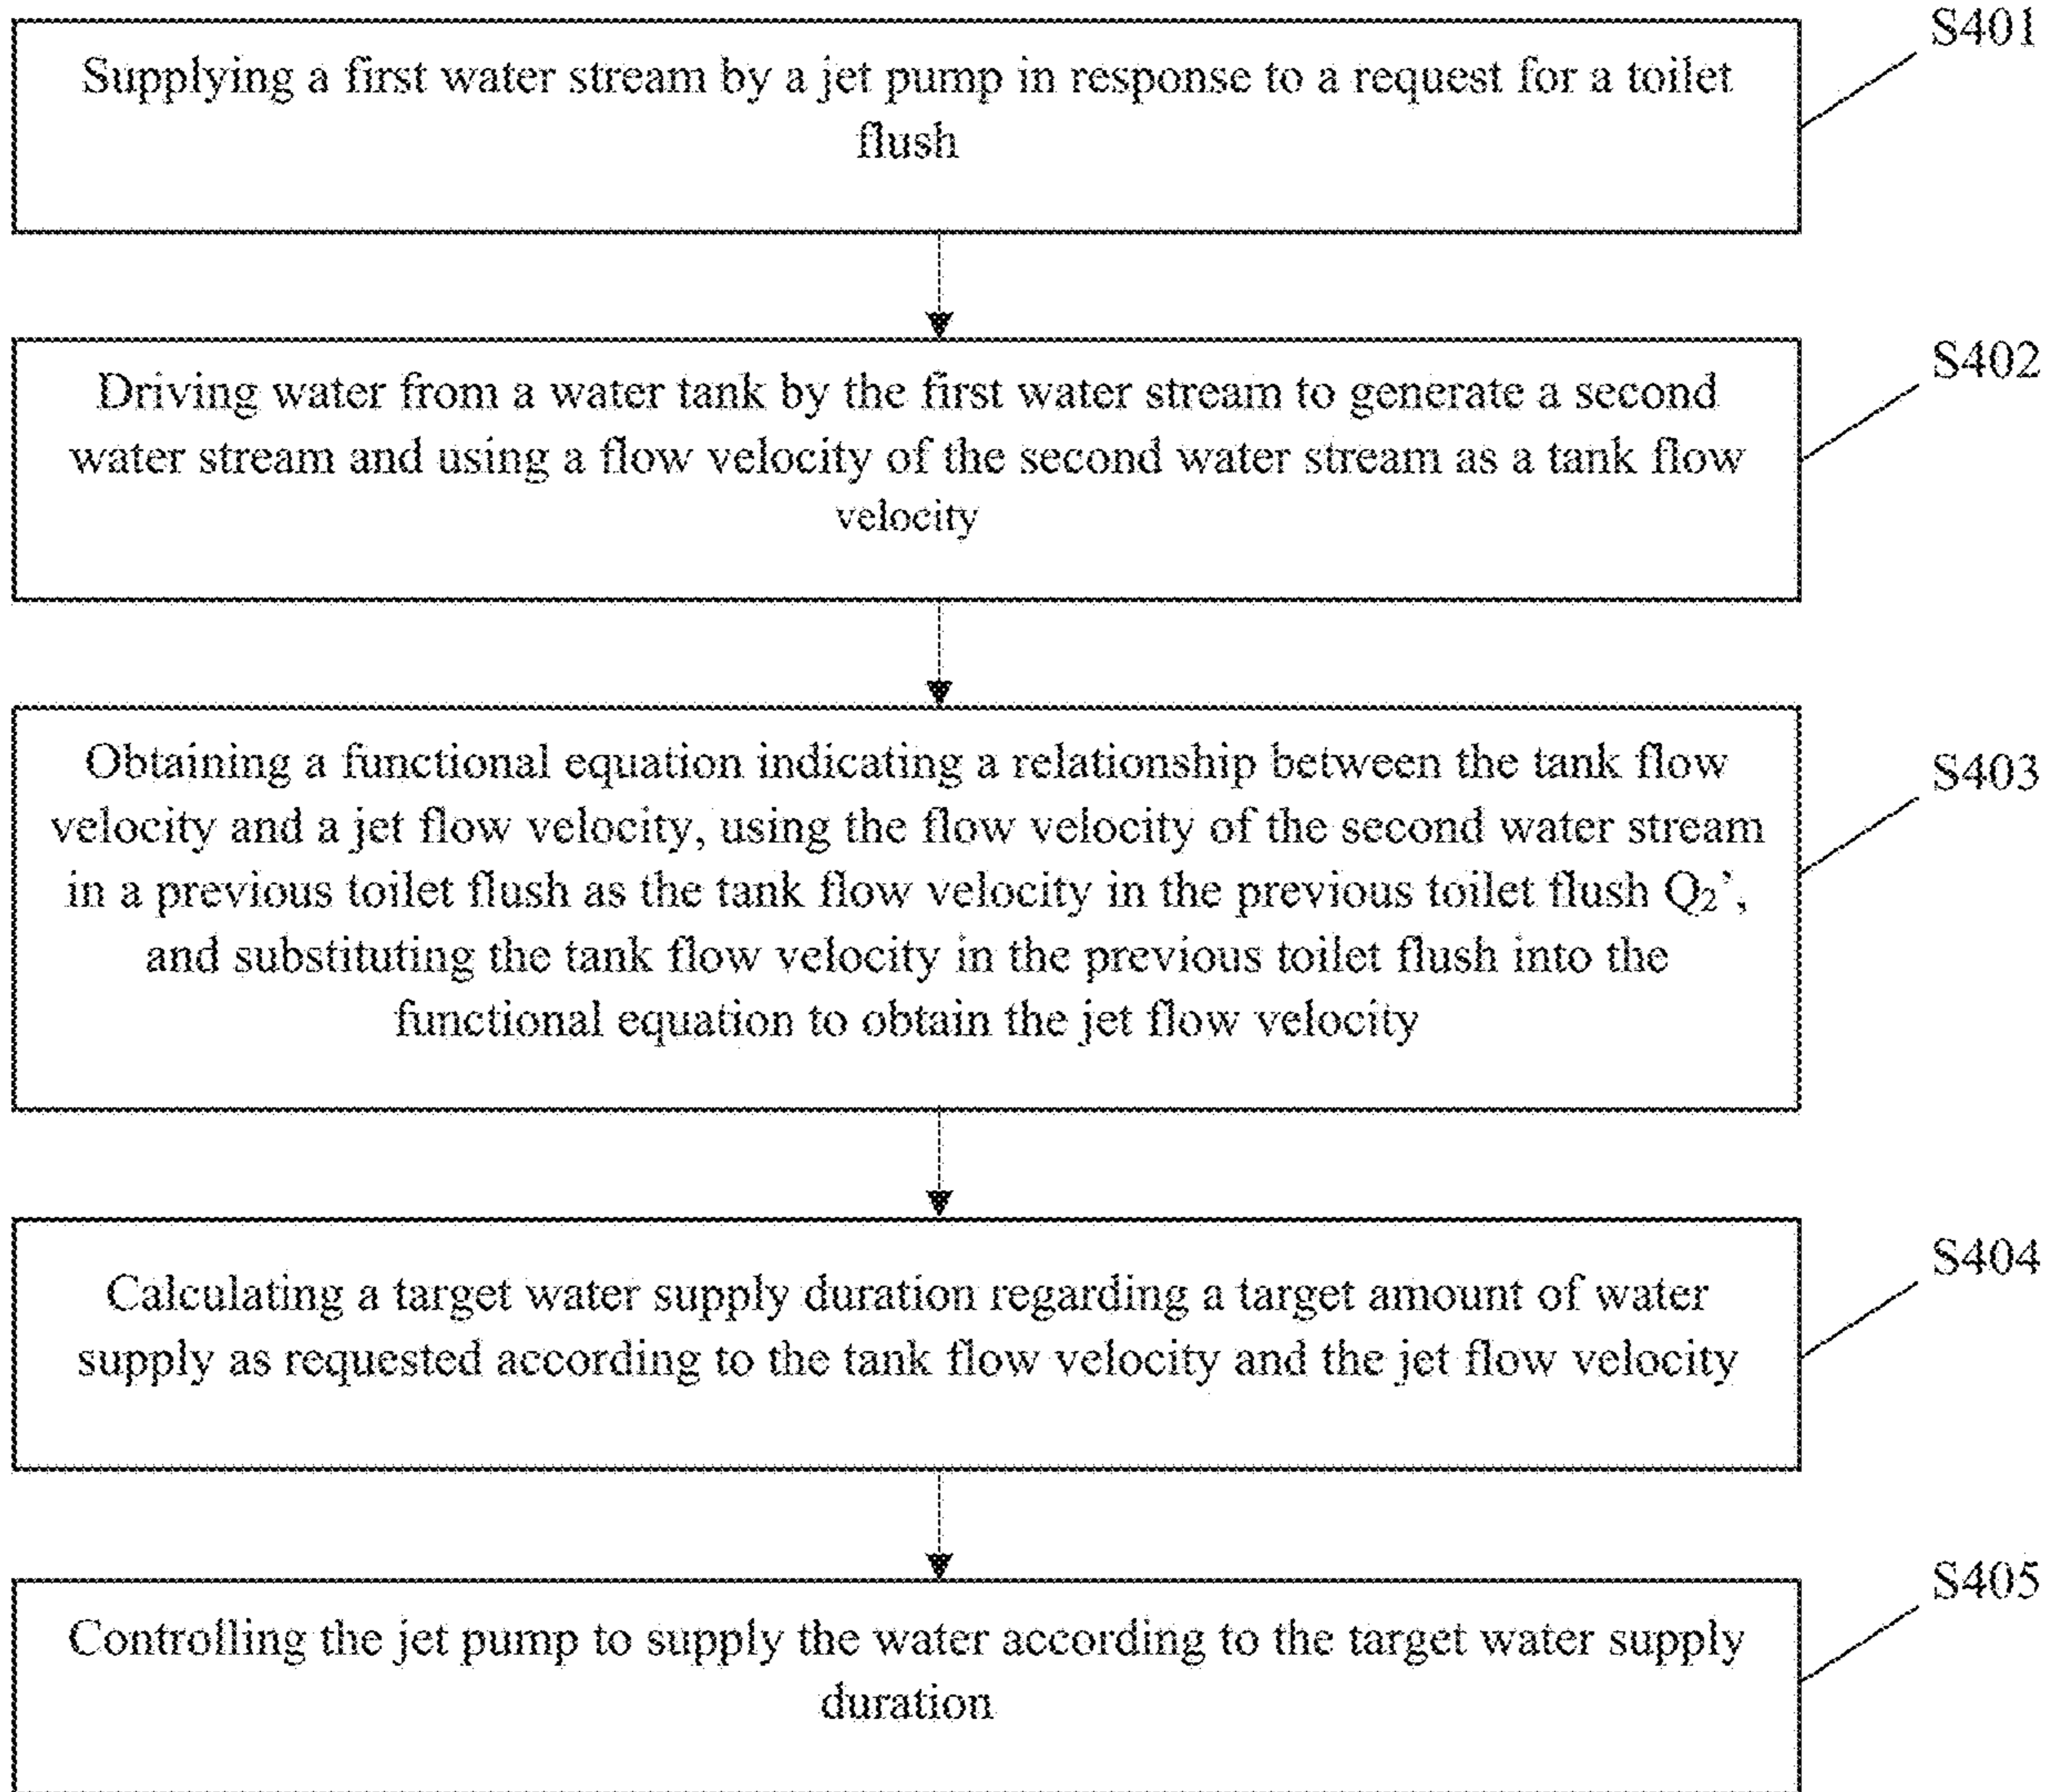 S401
Supplying a first water stream by a jet pump in response to a request for a toilet
flush
S402
Driving water from a water tank by the first water stream to generate a second
water stream and using a flow velocity of the second water stream as a tank flow
velocity
S403
Obtaining a functional equation indicating a relationship between the tank flow
velocity and a jet flow velocity, using the flow velocity of the second water stream
in a previous toilet flush as the tank flow velocity in the previous toilet flush Q₂’,
and substituting the tank flow velocity in the previous toilet flush into the
functional equation to obtain the jet flow velocity
S404
Calculating a target water supply duration regarding a target amount of water
supply as requested according to the tank flow velocity and the jet flow velocity
S405
Controlling the jet pump to supply the water according to the target water supply
duration